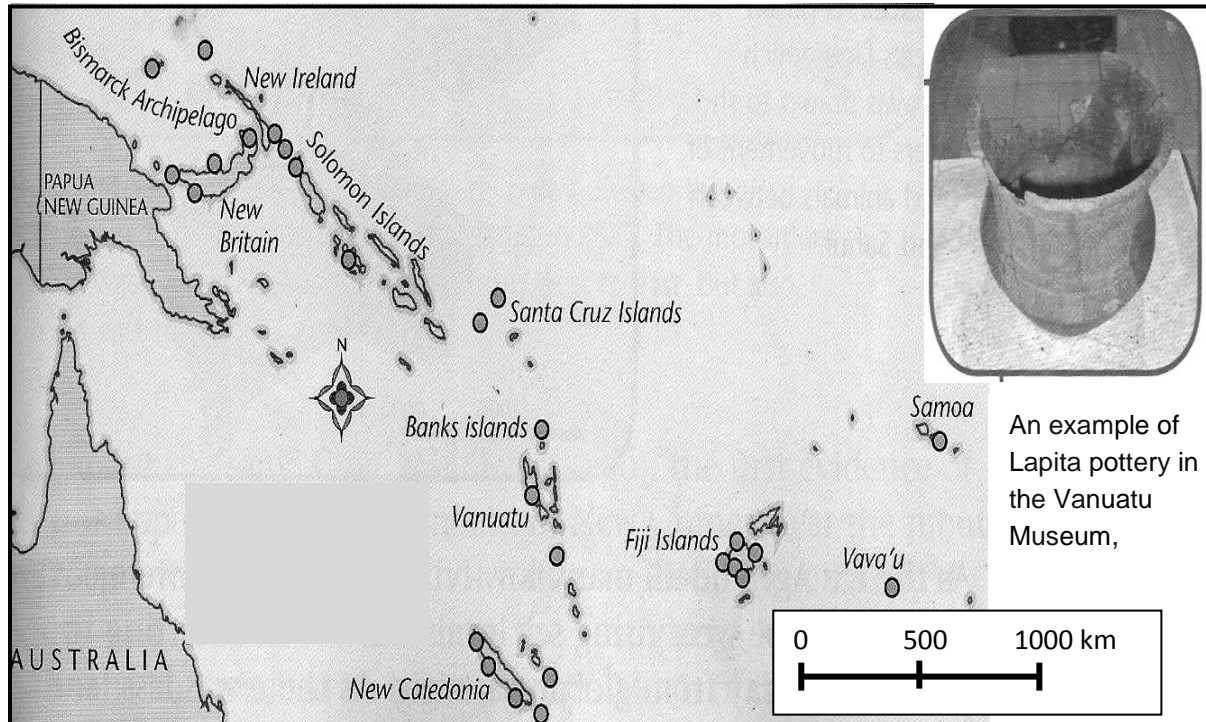 Bismarck Archipelago
New Ireland
Solomon Islands
PAPUA
NEW GUINEA
New
Britain
Santa Cruz Islands
N
Banks islands
Vanuatu
Fiji Islands
Samoa
Vava'u
New Caledonia
AUSTRALIA
An example of
Lapita pottery in
the Vanuatu
Museum,
0 500 1000 km